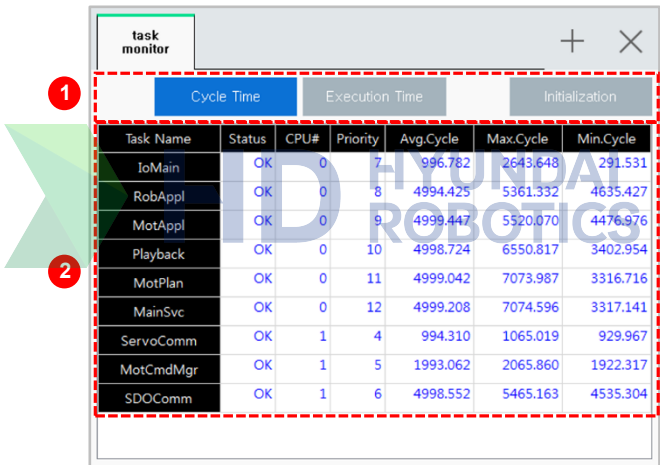 task
monitor
1
Cycle Time Execution Time Initialization
Task Name Status CPU# Priority Avg.Cycle Max.Cycle Min.Cycle
IoMain OK 0 7 996.782 2643.648 291.531
RobAppl OK 0 8 4994.425 5361.332 4635.427
MotAppl OK 0 9 4999.447 5520.070 4476.976
Playback OK 0 10 4998.724 6550.817 3402.954
MotPlan OK 0 11 4999.042 7073.987 3316.716
MainSvc OK 0 12 4999.208 7074.596 3317.141
ServoComm OK 1 4 994.310 1065.019 929.967
MotCmdMgr OK 1 5 1993.062 2065.860 1922.317
SDOComm OK 1 6 4998.552 5465.163 4535.304
2
HD HYUNDAI
ROBOTICS